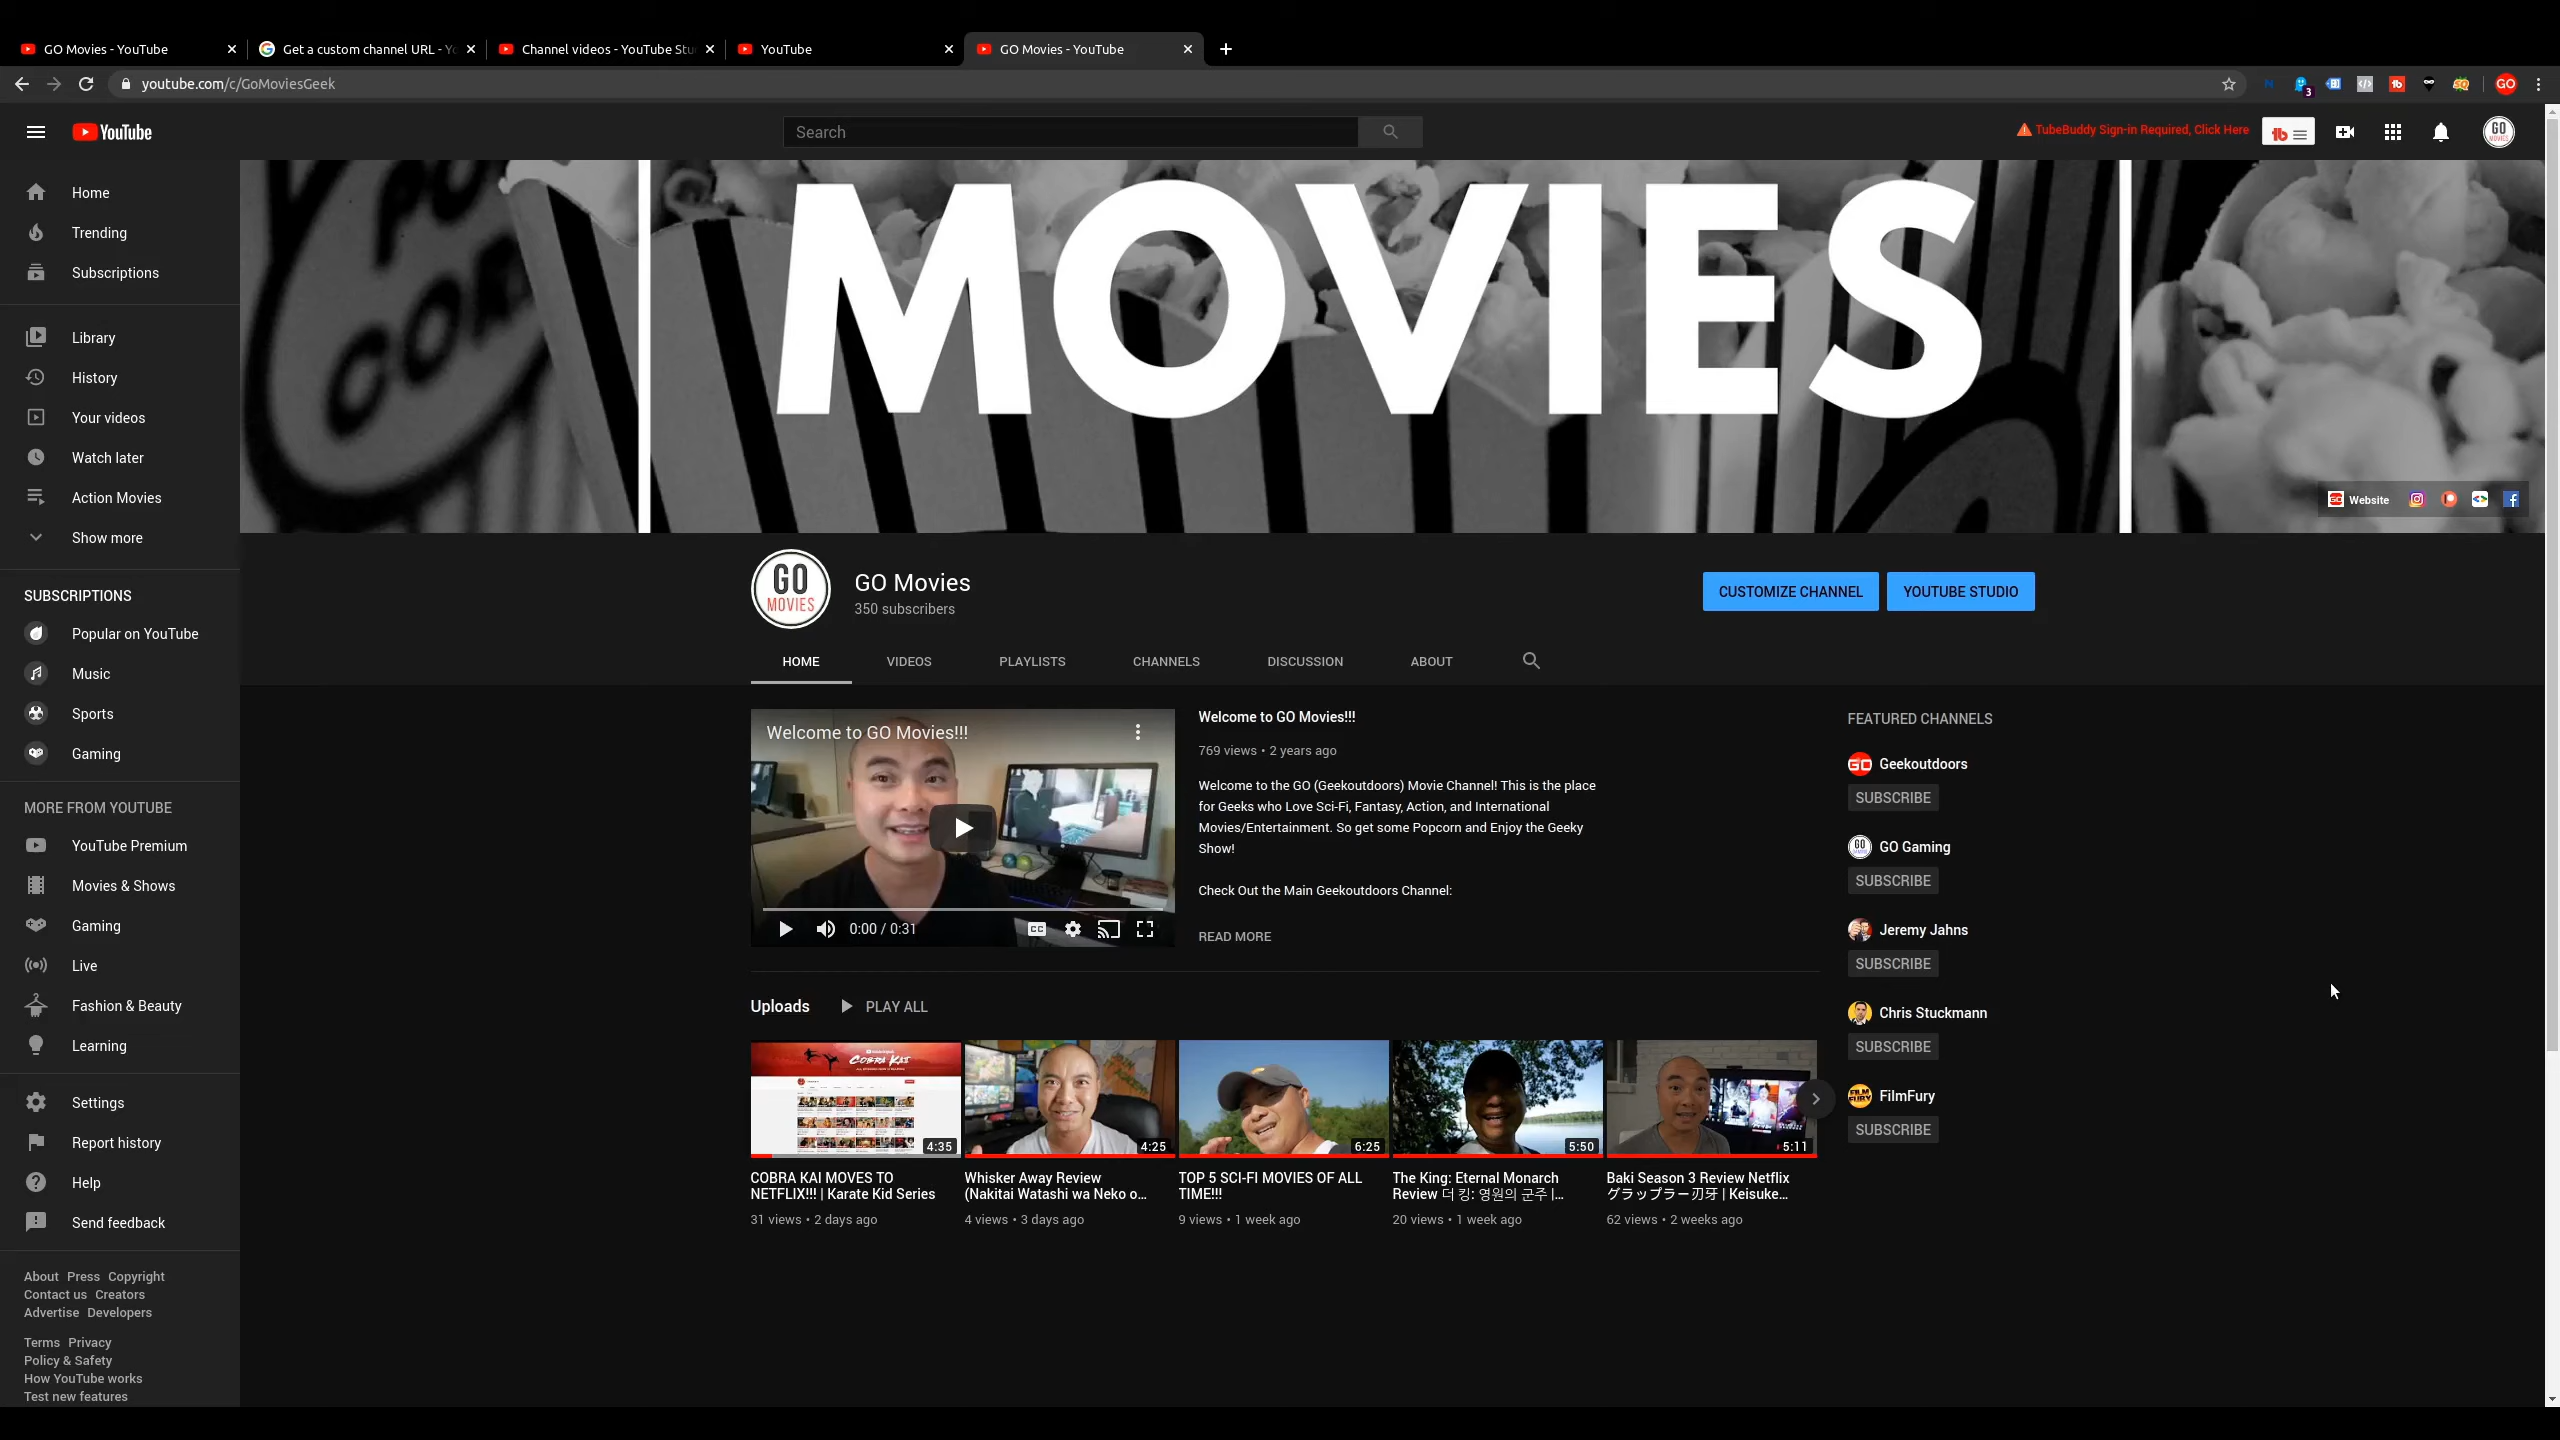 GO Movies - YouTube
Get a custom channel URL - Yo
Channel videos - YouTube Stu
YouTube
GO Movies - YouTube
youtube.com/c/GoMoviesGeek
3
GO
YouTube
Search
TubeBuddy Sign-in Required, Click Here
GO MOVIES
Home
Trending
Subscriptions
Library
History
Your videos
Watch later
Action Movies
Show more
SUBSCRIPTIONS
Popular on YouTube
Music
Sports
Gaming
MORE FROM YOUTUBE
YouTube Premium
Movies & Shows
Gaming
Live
Fashion & Beauty
Learning
Settings
Report history
Help
Send feedback
About Press Copyright
Contact us Creators
Advertise Developers
Terms Privacy
Policy & Safety
How YouTube works
Test new features
MOVIES
Website
GO
MOVIES
GO Movies
350 subscribers
CUSTOMIZE CHANNEL
YOUTUBE STUDIO
HOME
VIDEOS
PLAYLISTS
CHANNELS
DISCUSSION
ABOUT
Welcome to GO Movies!!!
0:00 / 0:31
CC
Welcome to GO Movies!!!
769 views • 2 years ago
Welcome to the GO (Geekoutdoors) Movie Channel! This is the place
for Geeks who Love Sci-Fi, Fantasy, Action, and International
Movies/Entertainment. So get some Popcorn and Enjoy the Geeky
Show!
Check Out the Main Geekoutdoors Channel:
READ MORE
Uploads
PLAY ALL
COBRA KAI
4:35
COBRA KAI MOVES TO
NETFLIX!!! | Karate Kid Series
31 views • 2 days ago
4:25
Whisker Away Review
(Nakitai Watashi wa Neko o...
4 views • 3 days ago
6:25
TOP 5 SCI-FI MOVIES OF ALL
TIME!!!
9 views • 1 week ago
5:50
The King: Eternal Monarch
Review 더 킹: 영원의 군주 |...
20 views • 1 week ago
5:11
Baki Season 3 Review Netflix
グラップラー刃牙 | Keisuke...
62 views • 2 weeks ago
FEATURED CHANNELS
Geekoutdoors
SUBSCRIBE
GO Gaming
SUBSCRIBE
Jeremy Jahns
SUBSCRIBE
Chris Stuckmann
SUBSCRIBE
FilmFury
SUBSCRIBE